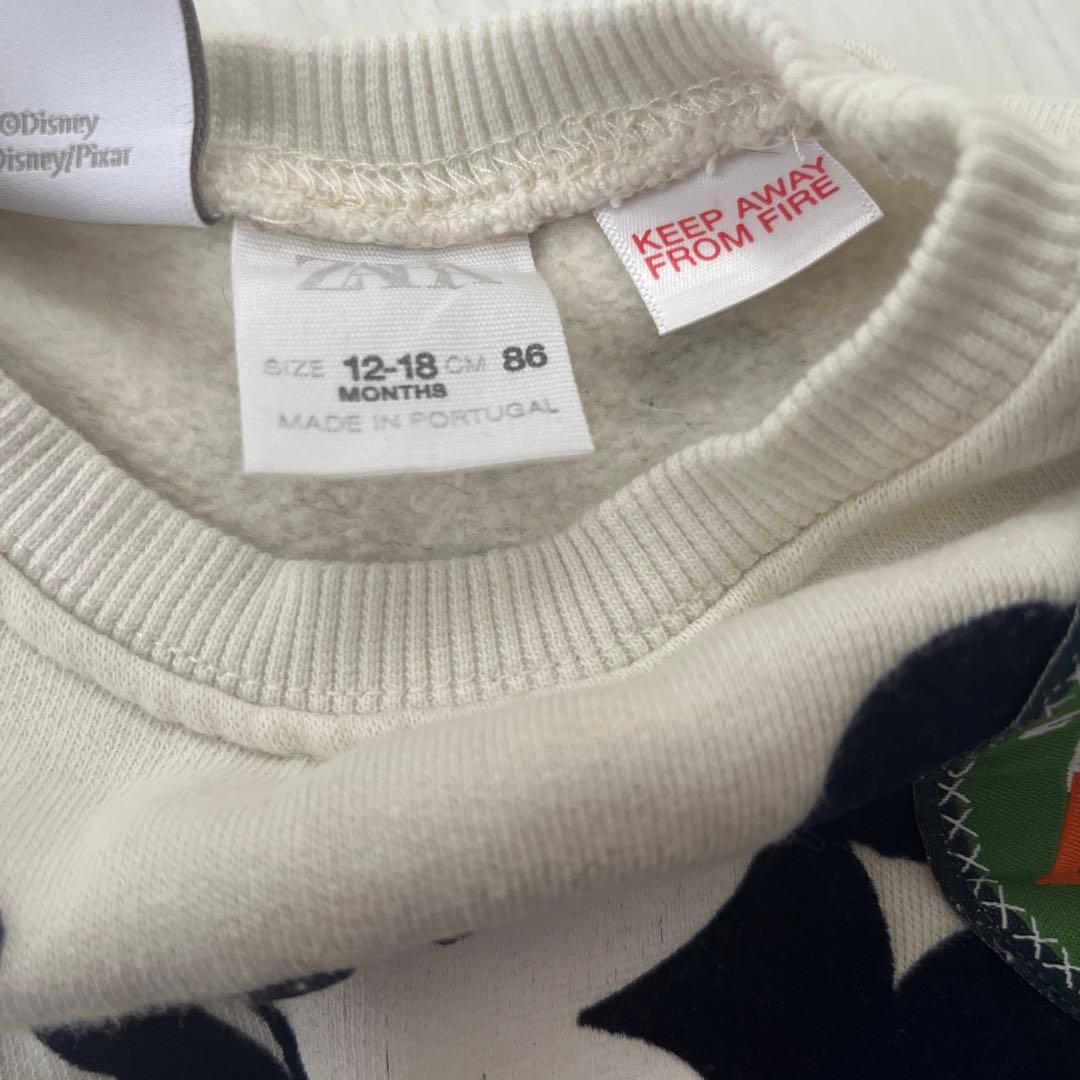 ©Disney
Disney/Pixar
KEEP AWAY
FROM FIRE
ZARA
SIZE 12-18 CM 86
MONTHS
MADE IN PORTUGAL